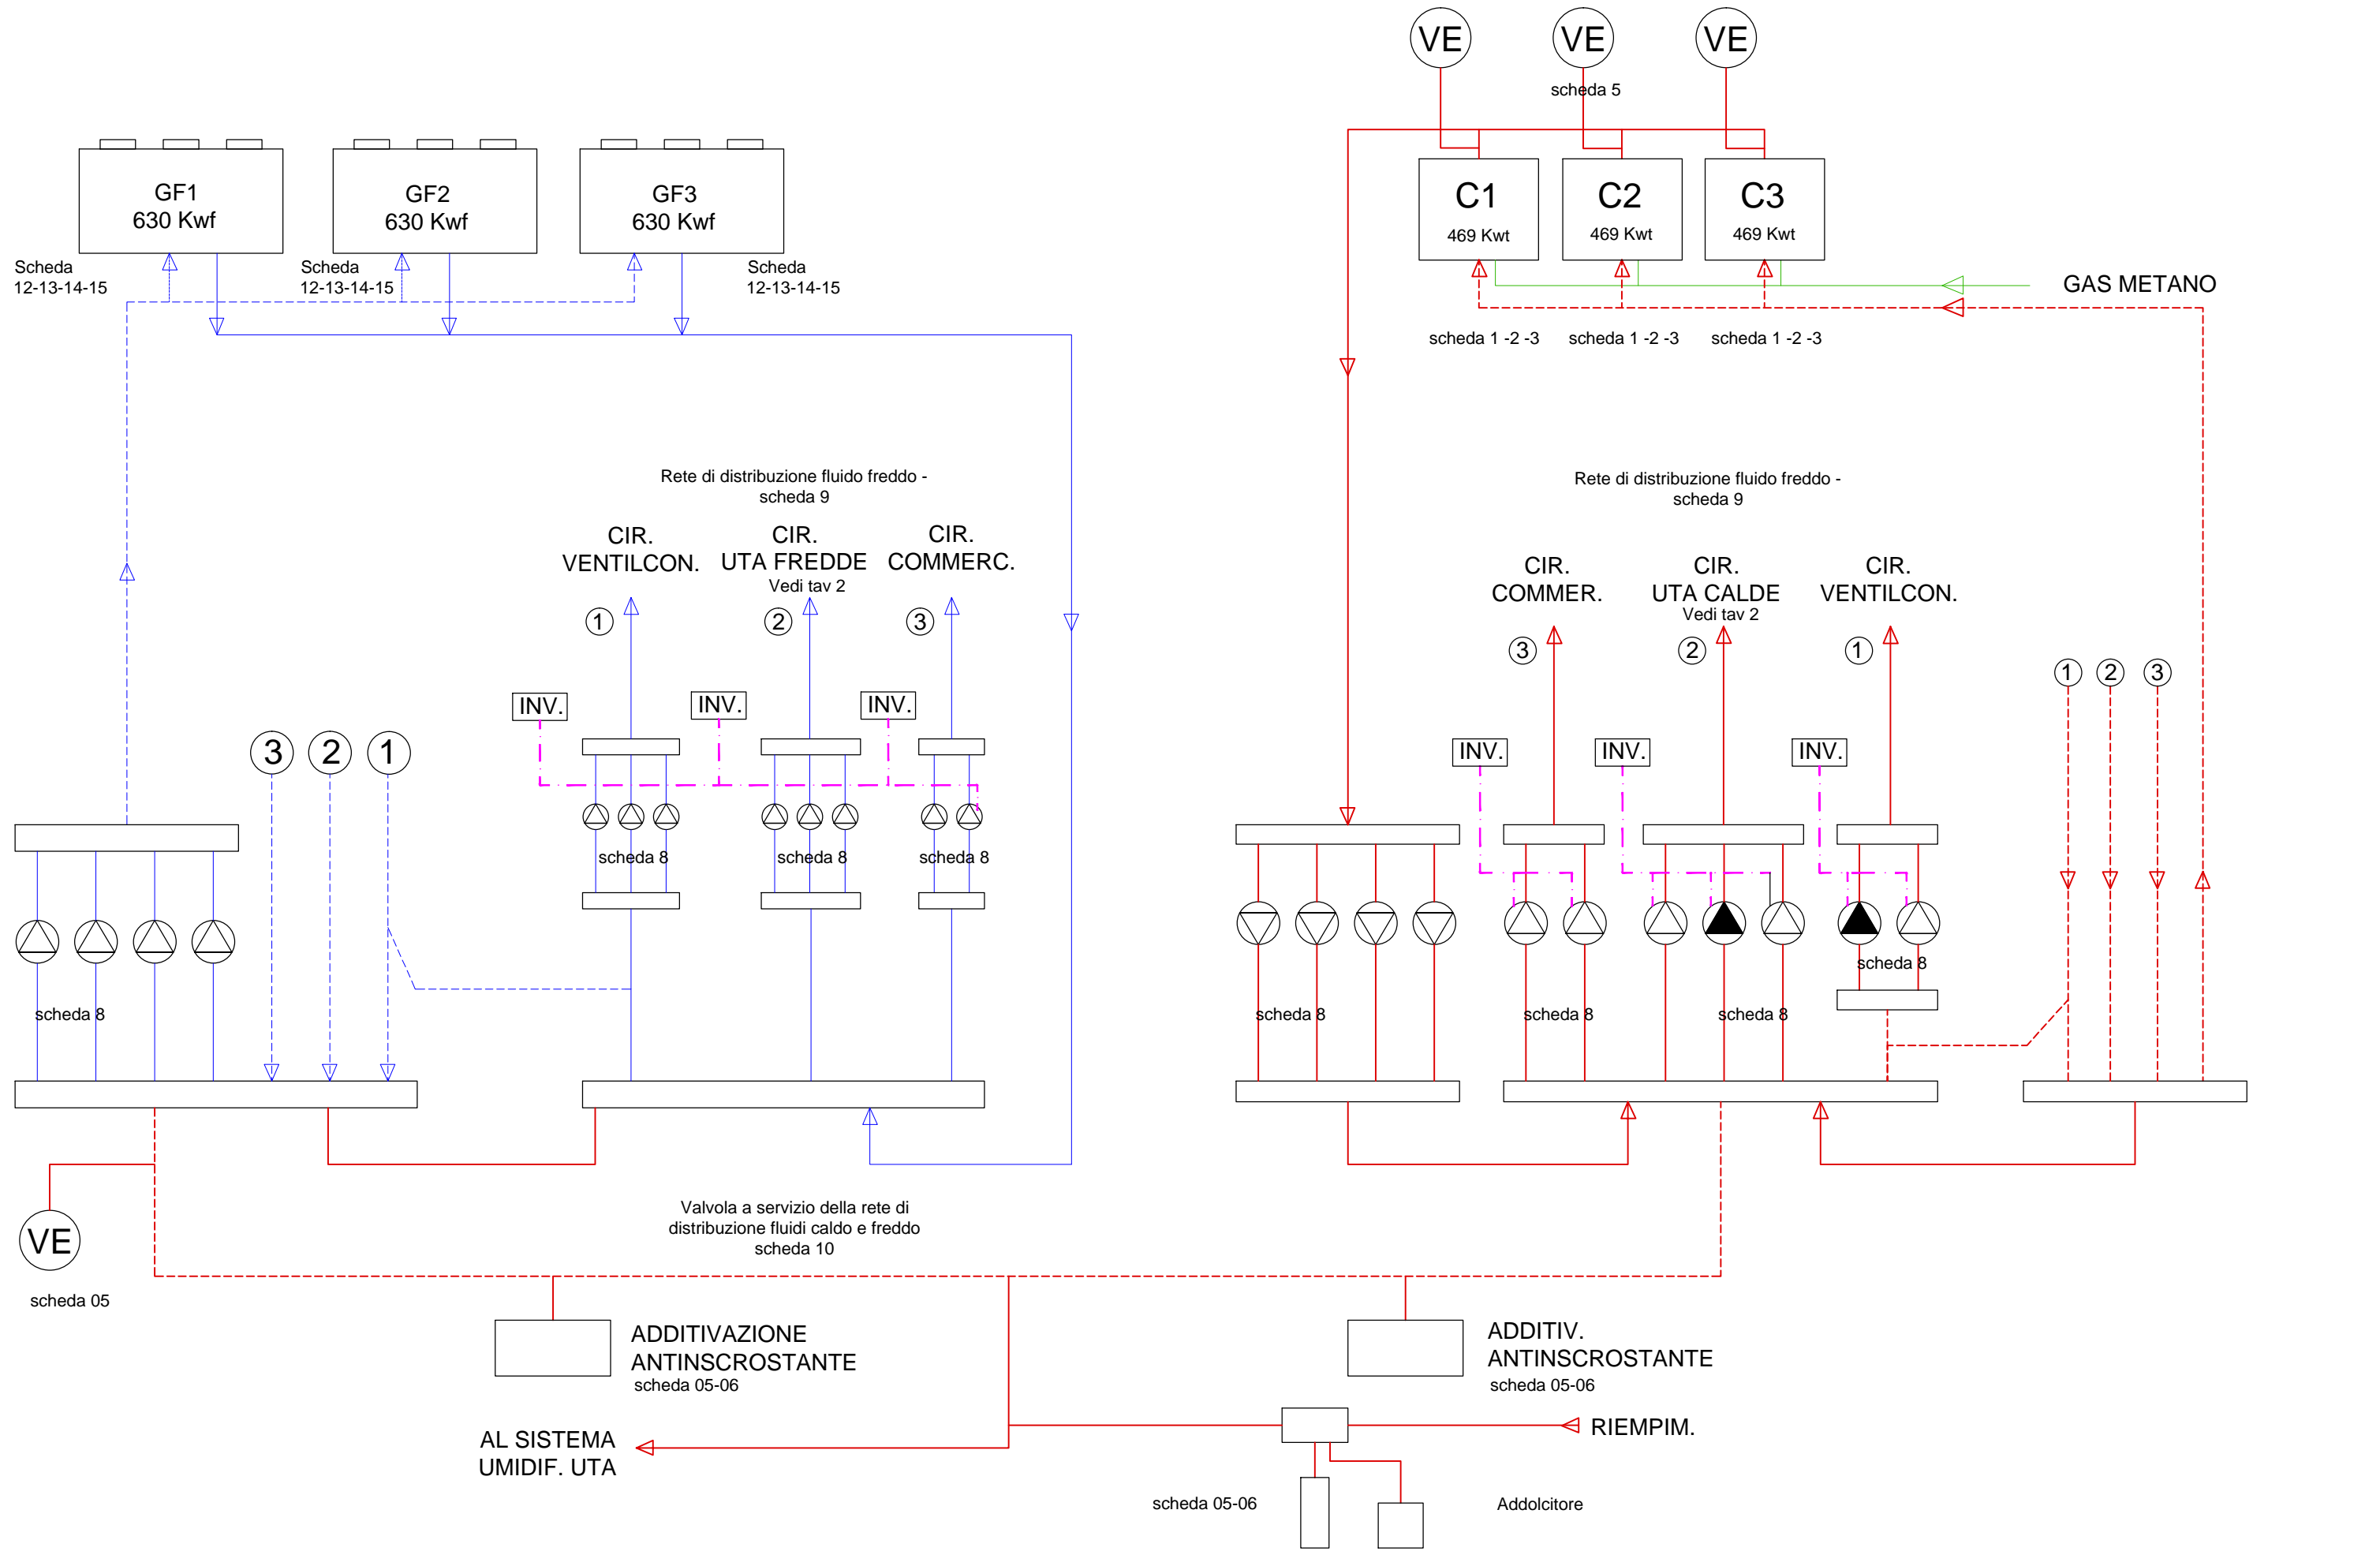 VE
VE
VE
scheda 5
GF1
630 Kwf
GF2
630 Kwf
GF3
630 Kwf
C1
469 Kwt
C2
469 Kwt
C3
469 Kwt
Scheda
12-13-14-15
Scheda
12-13-14-15
Scheda
12-13-14-15
GAS METANO
scheda 1 -2 -3
scheda 1 -2 -3
scheda 1 -2 -3
Rete di distribuzione fluido freddo -
scheda 9
Rete di distribuzione fluido freddo -
scheda 9
CIR.
VENTILCON.
CIR.
UTA FREDDE
Vedi tav 2
CIR.
COMMERC.
CIR.
COMMER.
CIR.
UTA CALDE
Vedi tav 2
CIR.
VENTILCON.
1
2
3
3
2
1
1
2
3
INV.
INV.
INV.
3
2
1
INV.
INV.
INV.
scheda 8
scheda 8
scheda 8
scheda 8
scheda 8
scheda 8
scheda 8
scheda 8
Valvola a servizio della rete di
distribuzione fluidi caldo e freddo
scheda 10
VE
scheda 05
ADDITIVAZIONE
ANTINSCROSTANTE
scheda 05-06
ADDITIV.
ANTINSCROSTANTE
scheda 05-06
AL SISTEMA
UMIDIF. UTA
RIEMPIM.
scheda 05-06
Addolcitore